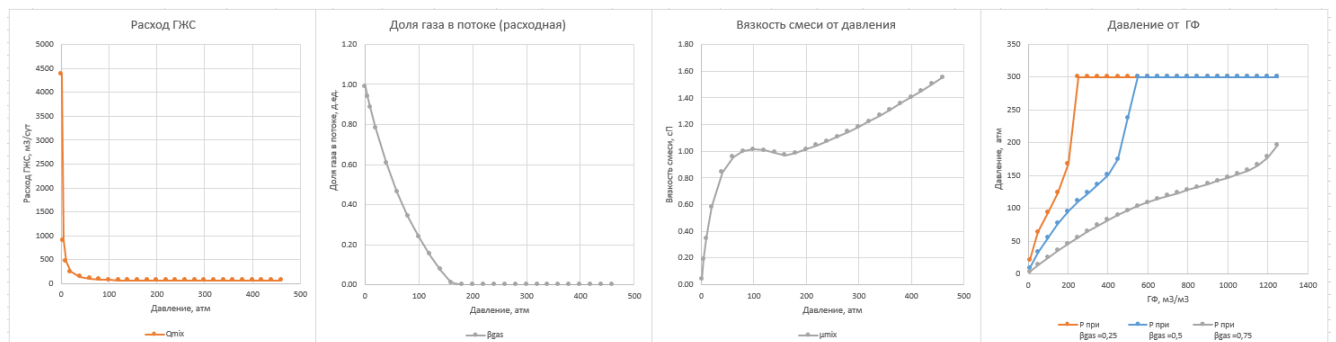 Расход ГЖС
5000
4500
4000
3500
3000
2500
2000
1500
1000
500
0
Расход ГЖС, м3/сут
0 100 200 300 400 500
Давление, атм
Qmix
Доля газа в потоке (расходная)
1.20
1.00
0.80
0.60
0.40
0.20
0.00
Доля газа в потоке, д.ед.
0 100 200 300 400 500
Давление, атм
βgas
Вязкость смеси от давления
1.80
1.60
1.40
1.20
1.00
0.80
0.60
0.40
0.20
0.00
Вязкость смеси, сП
0 100 200 300 400 500
Давление, атм
μmix
Давление от ГФ
350
300
250
200
150
100
50
0
Давление, атм
0 200 400 600 800 1000 1200 1400
ГФ, м3/м3
P при
βgas =0,25
P при
βgas =0,5
P при
βgas =0,75